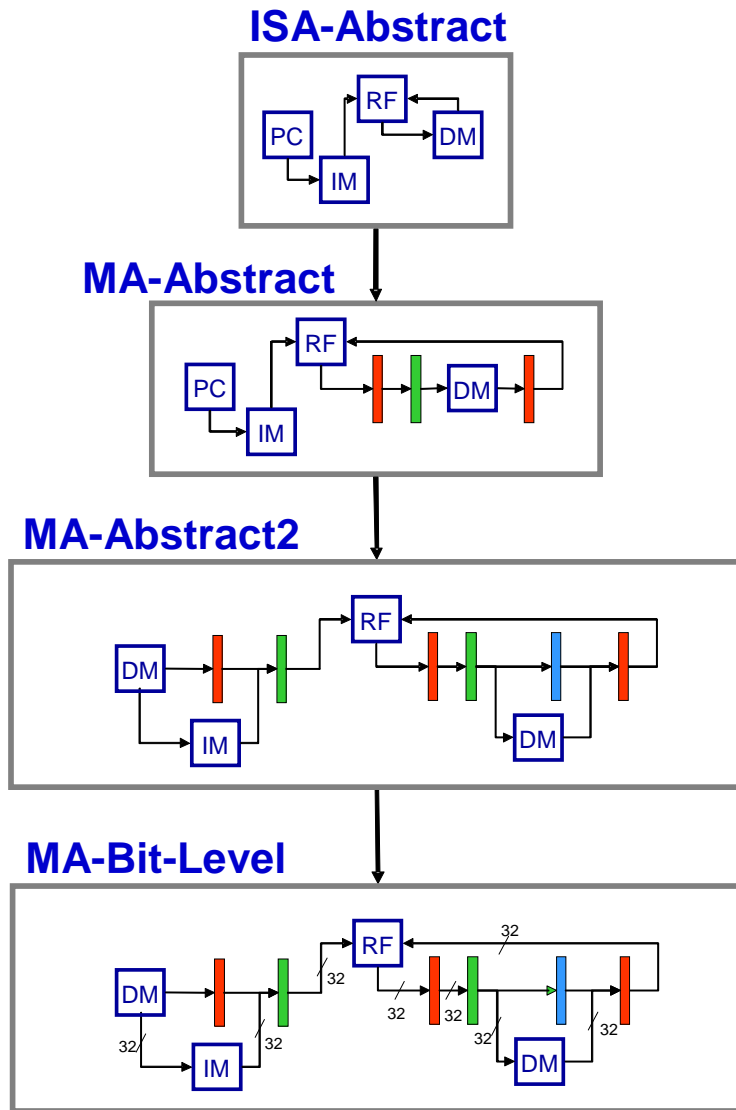 ISA-Abstract
RF
PC
DM
IM
MA-Abstract
RF
PC
DM
IM
MA-Abstract2
RF
DM
IM
DM
MA-Bit-Level
32
RF
32
DM
32
32
32
32
32
32
IM
DM